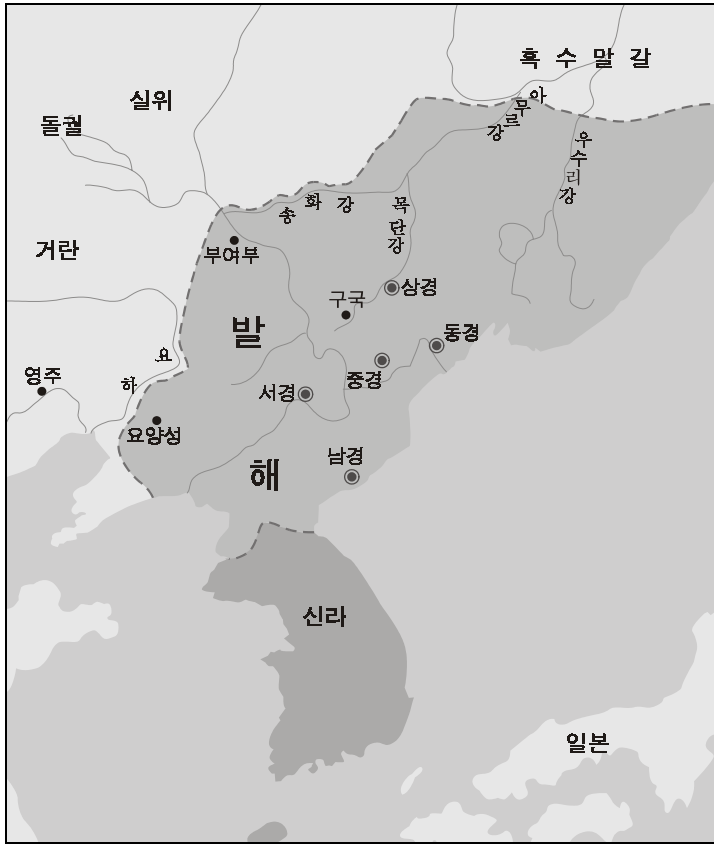 흑 수 말 갈
실위
돌궐
아무르강
우수리강
송화강
목단강
거란
부여부
상경
구국
발
동경
요하
영주
중경
서경
요양성
남경
해
신라
일본